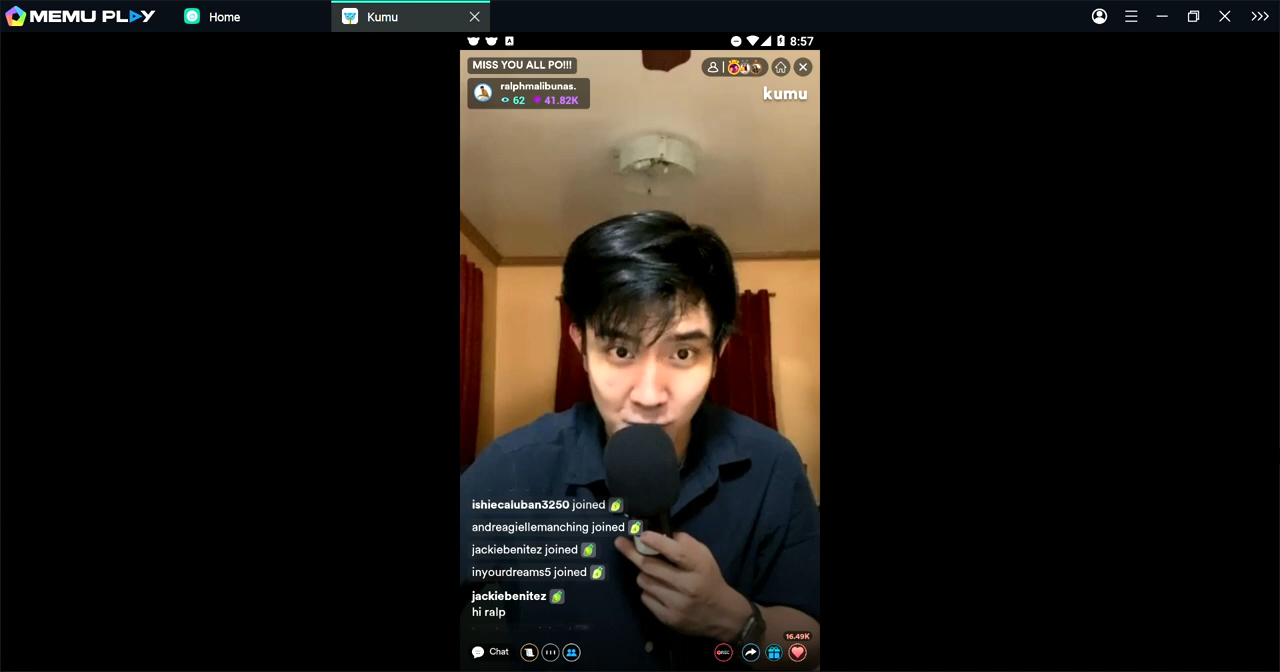 MEMU PLAY
Home
Kumu
8:57
MISS YOU ALL PO!!!
ralphmalibunas.
62 41.82K
kumu
ishiecaluban3250 joined
andreagiellemanching joined
jackiebenitez joined
inyourdreams5 joined
jackiebenitez
hi ralp
16.49K
Chat
REC